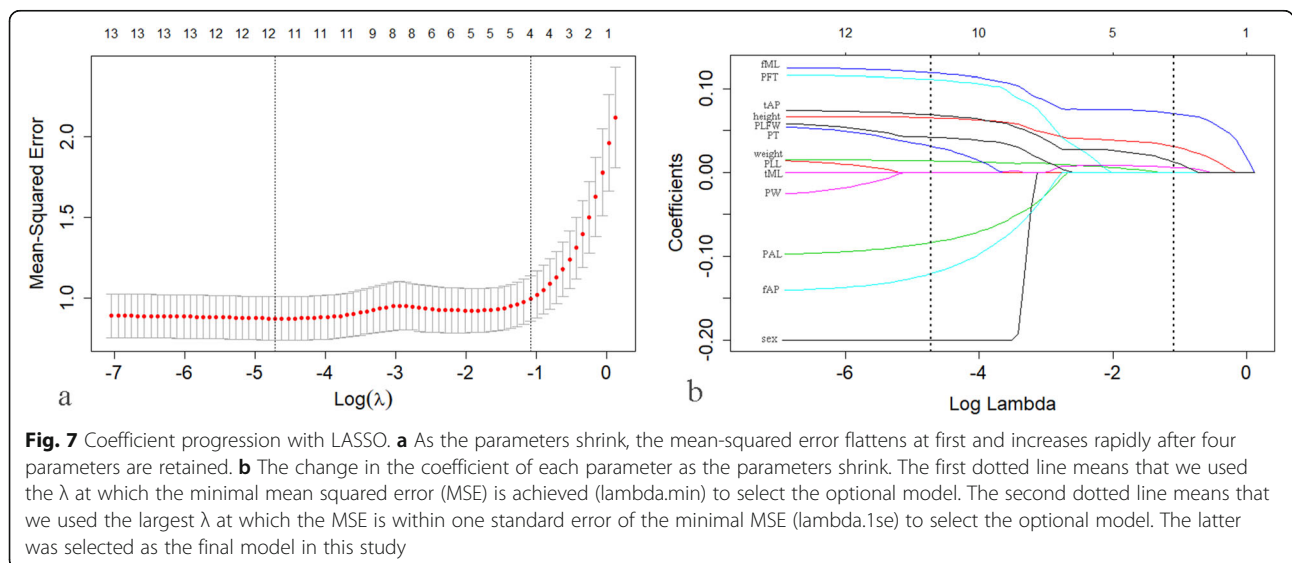 13 13 13 13 12 12 12 11 11 11 9 8 8 6 6 5 5 5 4 4 3 2 1
Mean-Squared Error
2.0
1.5
1.0
-7 -6 -5 -4 -3 -2 -1 0
Log(λ)
a
12 10 5 1
Coefficients
0.10
0.00
-0.10
-0.20
fML
PFT
tAP
height
PLFW
PT
weight
PLL
tML
PW
PAL
fAP
sex
-6 -4 -2 0
Log Lambda
b
Fig. 7 Coefficient progression with LASSO. a As the parameters shrink, the mean-squared error flattens at first and increases rapidly after four
parameters are retained. b The change in the coefficient of each parameter as the parameters shrink. The first dotted line means that we used
the λ at which the minimal mean squared error (MSE) is achieved (lambda.min) to select the optional model. The second dotted line means that
we used the largest λ at which the MSE is within one standard error of the minimal MSE (lambda.1se) to select the optional model. The latter
was selected as the final model in this study